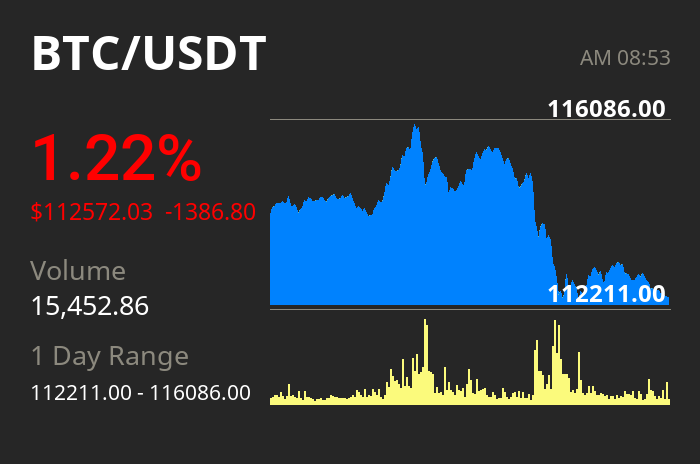 BTC/USDT
AM 08:53
116086.00
1.22%
$112572.03 -1386.80
Volume
15,452.86
112211.00
1 Day Range
112211.00 - 116086.00